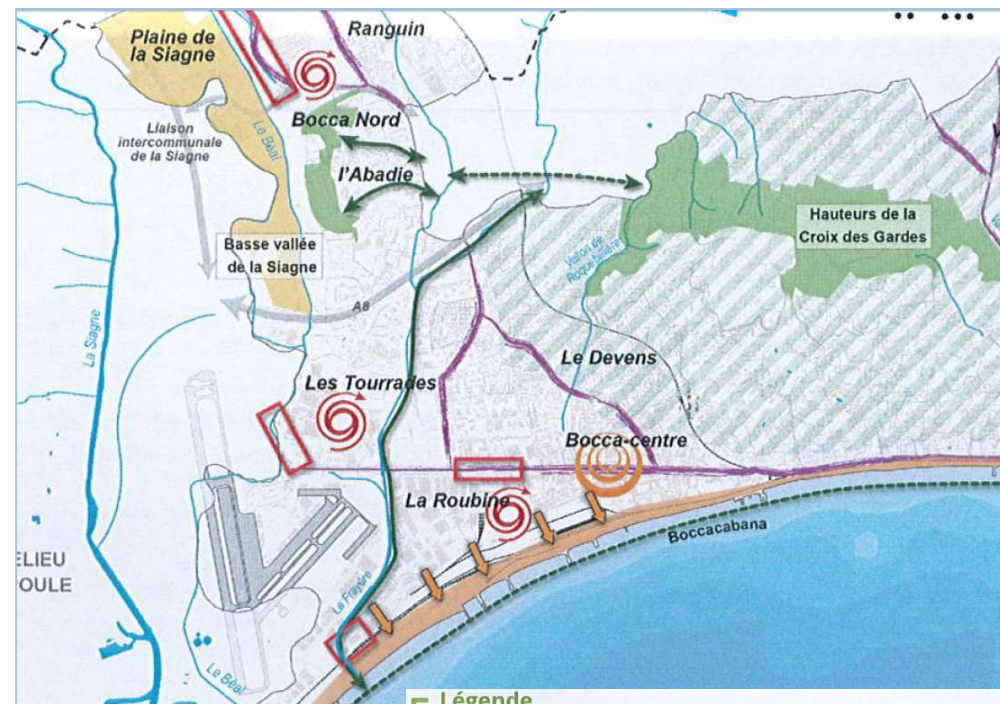 Ranguin
Plaine de
la Siagne
Bocca Nord
Liaison
intercommunale
de la Siagne
Le Béal
l'Abadie
Hauteurs de la
Croix des Gardes
Basse vallée
de la Siagne
Vallon de
Roquebillière
A8
La Siagne
Le Devens
Les Tourrades
Bocca-centre
La Roubine
Boccacabana
ELIEU
OULE
La Frayère
Le Béal
Légende